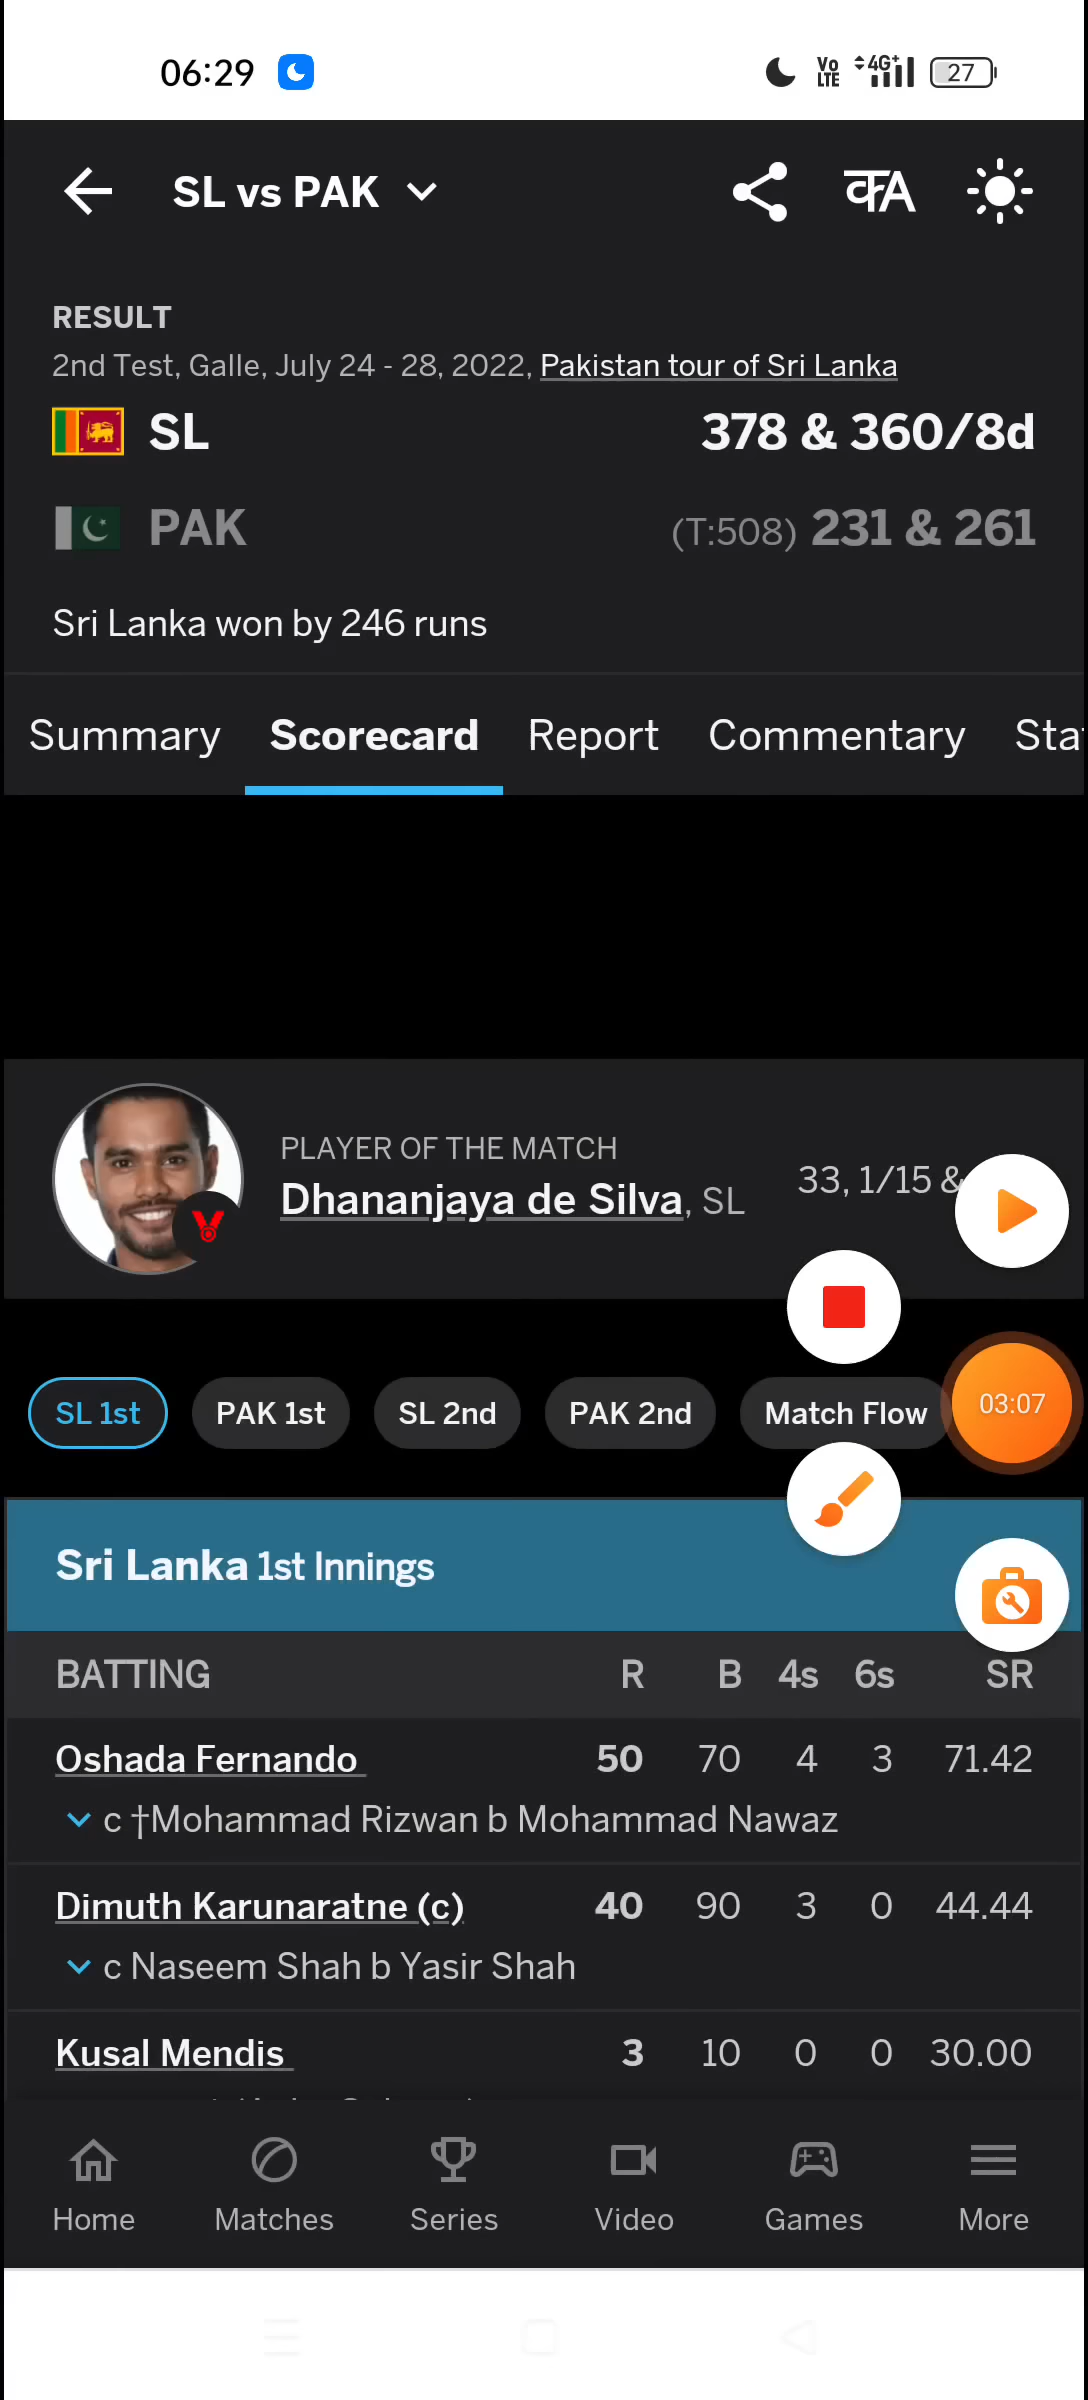 06:29 Vo LTE 4G+ 27
SL vs PAK क A
RESULT
2nd Test, Galle, July 24 - 28, 2022, Pakistan tour of Sri Lanka
SL 378 & 360/8d
PAK (T:508) 231 & 261
Sri Lanka won by 246 runs
Summary Scorecard Report Commentary Sta
PLAYER OF THE MATCH
Dhananjaya de Silva, SL 33, 1/15 &
SL 1st PAK 1st SL 2nd PAK 2nd Match Flow 03:07
Sri Lanka 1st Innings
BATTING R B 4s 6s SR
Oshada Fernando 50 70 4 3 71.42
c †Mohammad Rizwan b Mohammad Nawaz
Dimuth Karunaratne (c) 40 90 3 0 44.44
c Naseem Shah b Yasir Shah
Kusal Mendis 3 10 0 0 30.00
Home Matches Series Video Games More